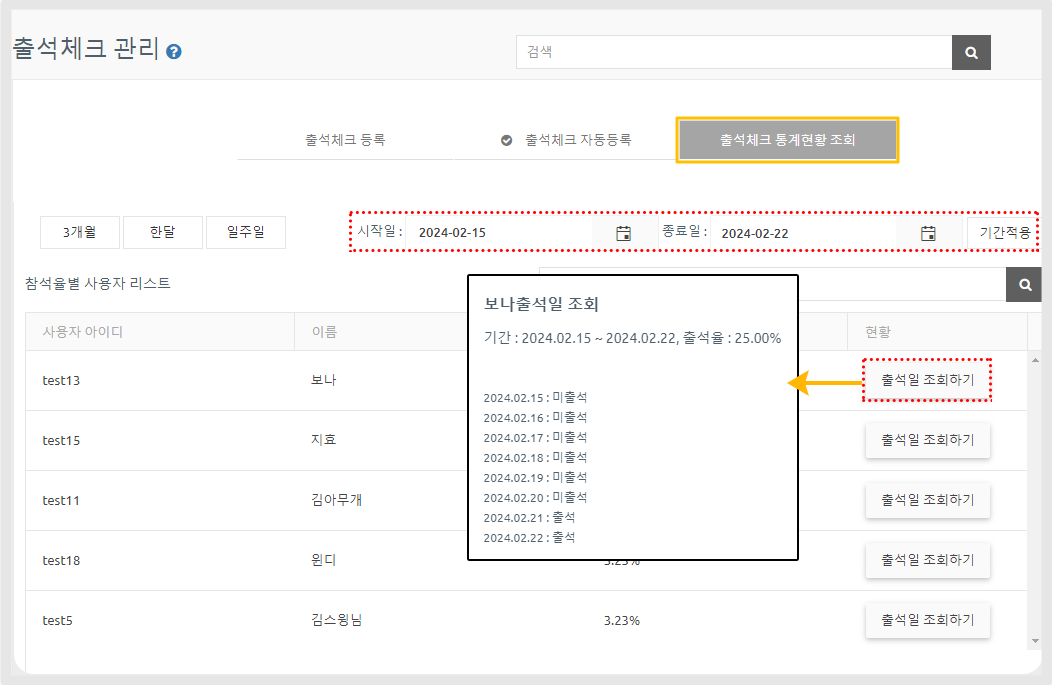 출석체크 관리
검색
출석체크 등록
출석체크 자동등록
출석체크 통계현황 조회
3개월
한달
일주일
시작일 : 2024-02-15
종료일 : 2024-02-22
기간적용
참석율별 사용자 리스트
사용자 아이디 이름 현황
test13 보나 출석일 조회하기
test15 지효 출석일 조회하기
test11 김아무개 출석일 조회하기
test18 윈디 3.23% 출석일 조회하기
test5 김스윙님 3.23% 출석일 조회하기
보나출석일 조회
기간 : 2024.02.15 ~ 2024.02.22, 출석율 : 25.00%
2024.02.15 : 미출석
2024.02.16 : 미출석
2024.02.17 : 미출석
2024.02.18 : 미출석
2024.02.19 : 미출석
2024.02.20 : 미출석
2024.02.21 : 출석
2024.02.22 : 출석